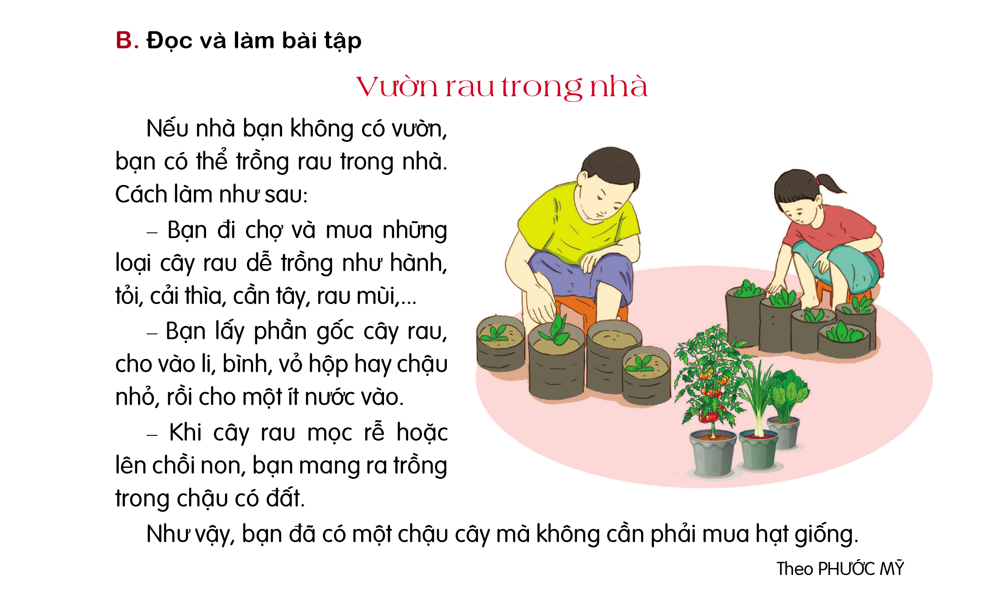 B. Đọc và làm bài tập
Vườn rau trong nhà
Nếu nhà bạn không có vườn,
bạn có thể trồng rau trong nhà.
Cách làm như sau:
– Bạn đi chợ và mua những
loại cây rau dễ trồng như hành,
tỏi, cải thìa, cần tây, rau mùi,...
– Bạn lấy phần gốc cây rau,
cho vào li, bình, vỏ hộp hay chậu
nhỏ, rồi cho một ít nước vào.
– Khi cây rau mọc rễ hoặc
lên chồi non, bạn mang ra trồng
trong chậu có đất.
Như vậy, bạn đã có một chậu cây mà không cần phải mua hạt giống.
Theo PHƯỚC MỸ